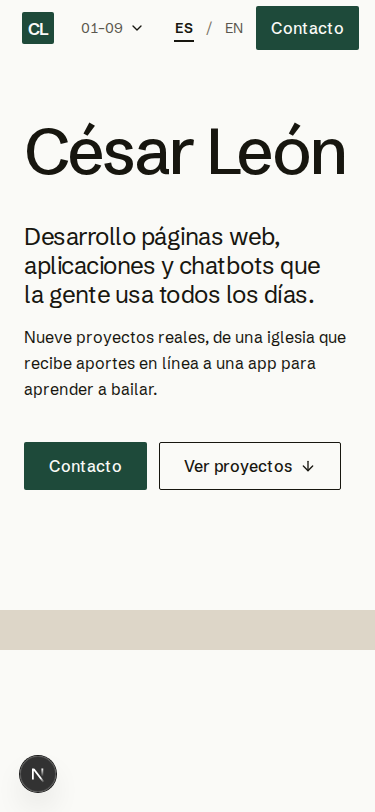 CL
01–09
ES / EN
Contacto
César León
Desarrollo páginas web,
aplicaciones y chatbots que
la gente usa todos los días.
Nueve proyectos reales, de una iglesia que
recibe aportes en línea a una app para
aprender a bailar.
Contacto
Ver proyectos ↓
N